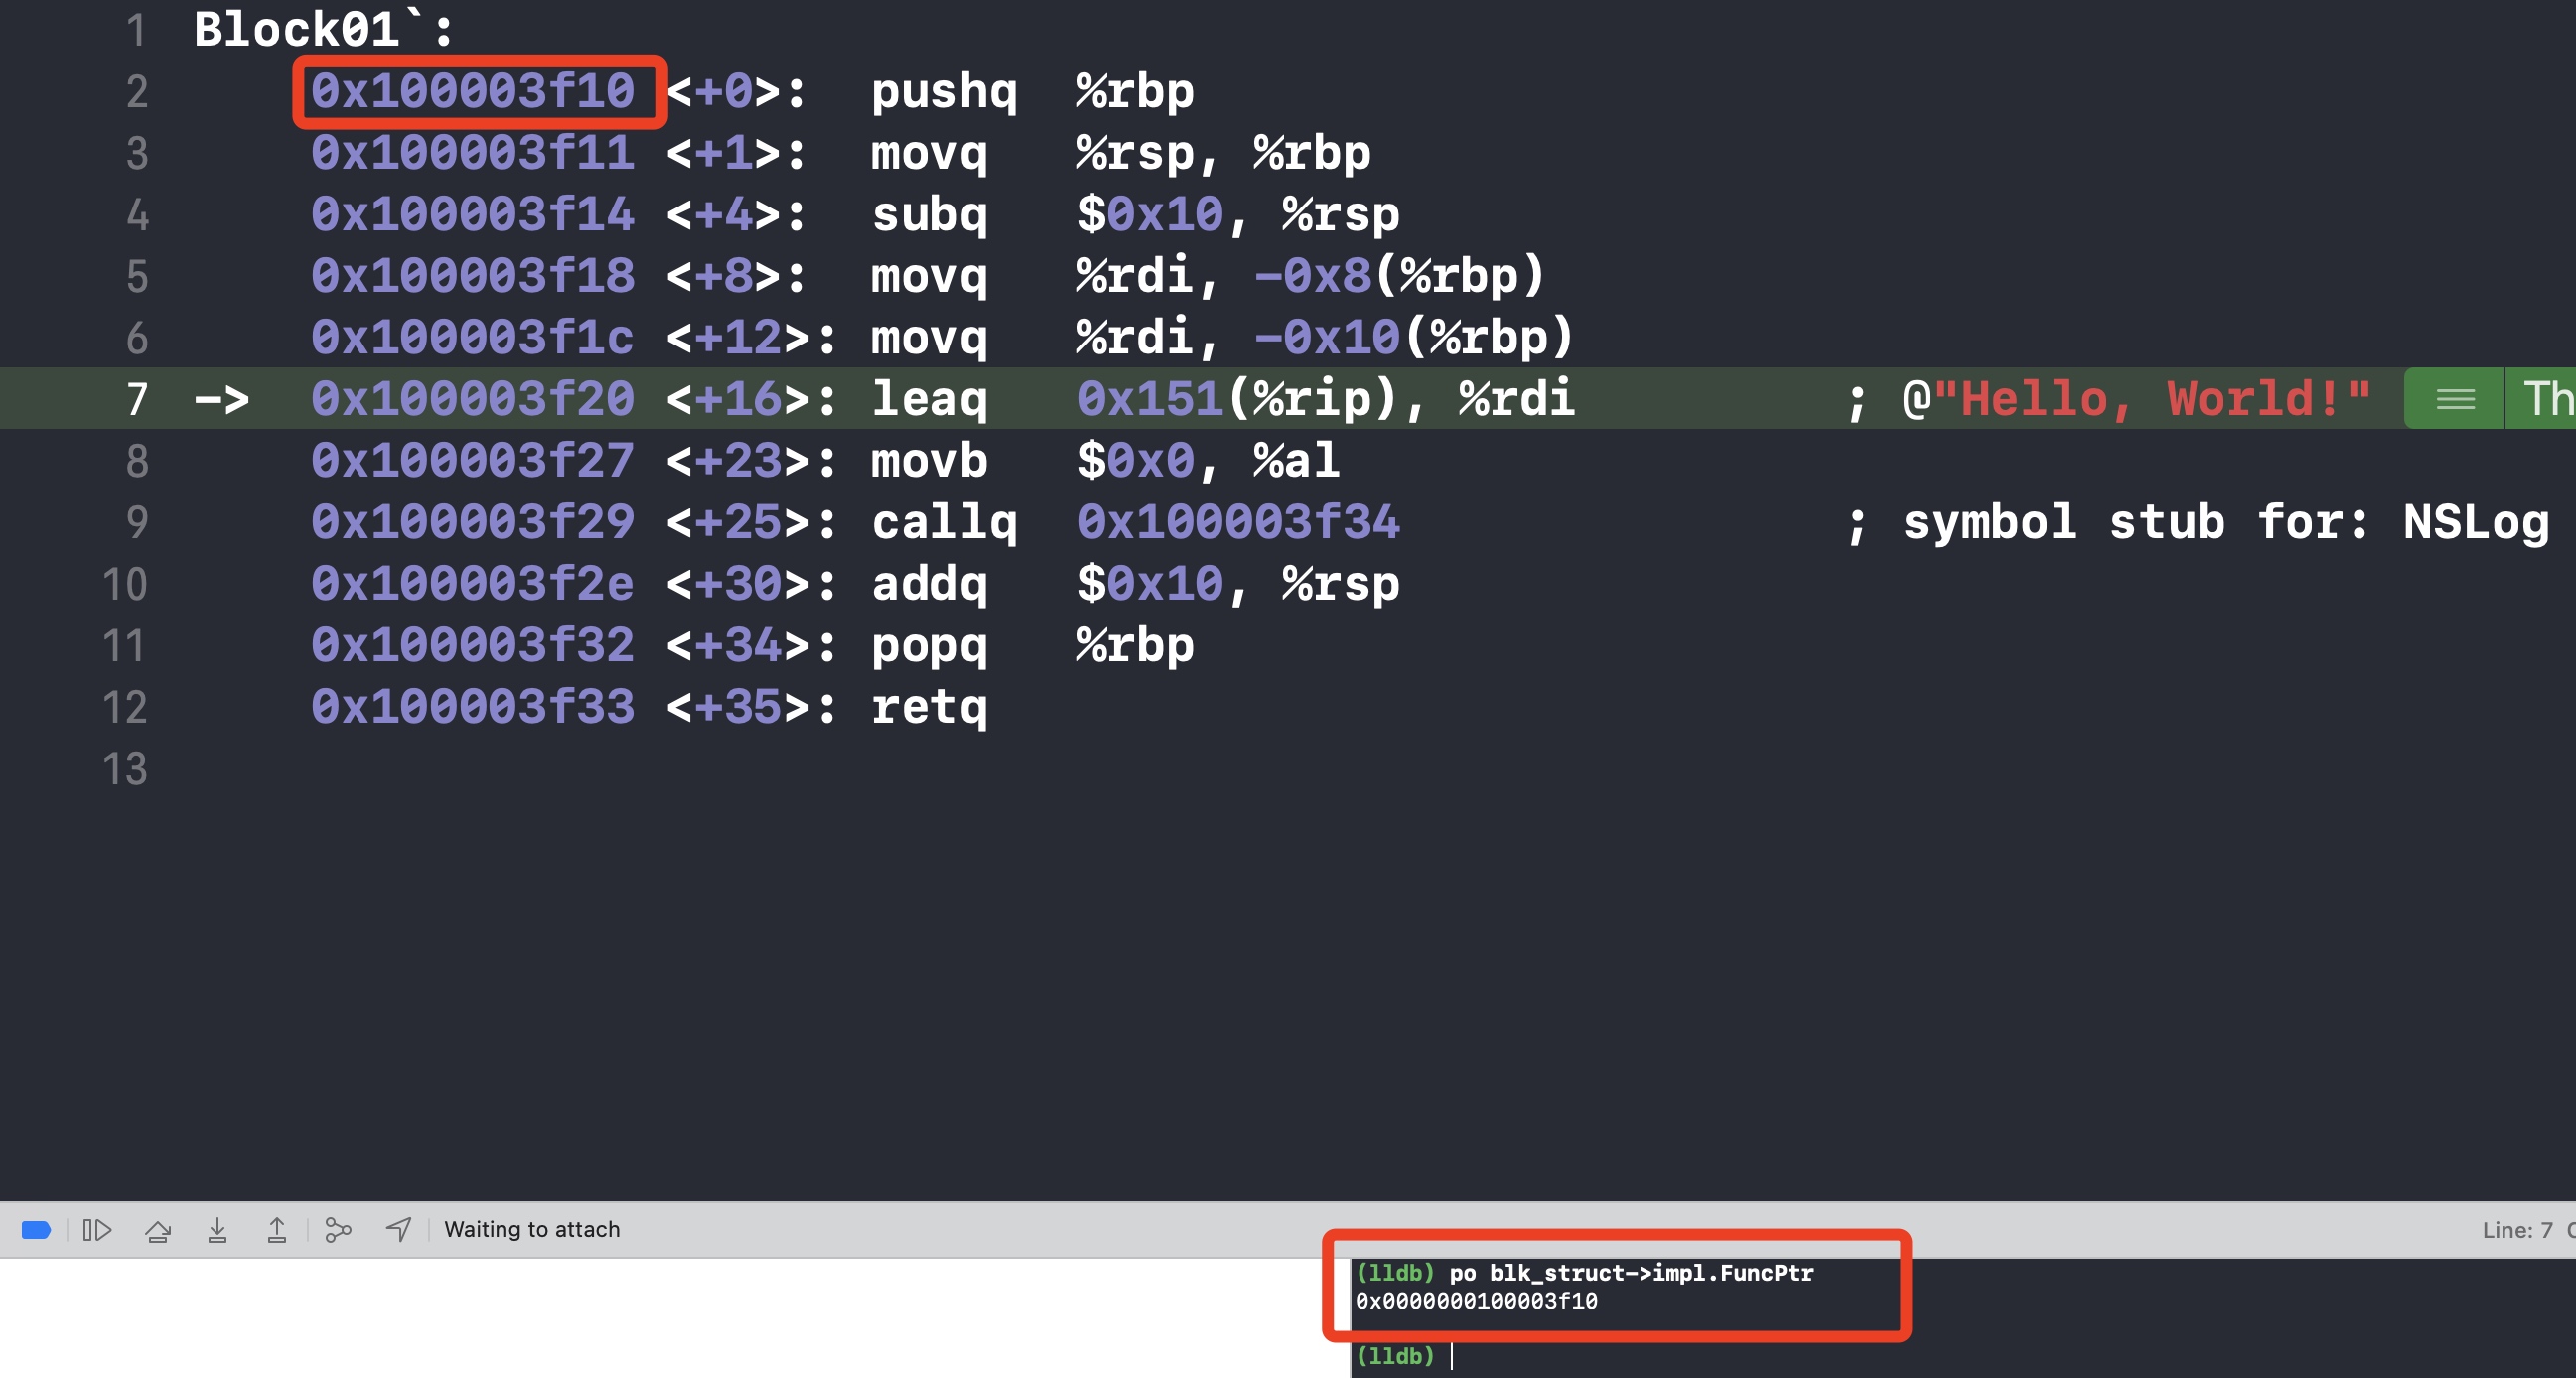 1 Block01`:
2 0x100003f10 <+0>: pushq %rbp
3 0x100003f11 <+1>: movq %rsp, %rbp
4 0x100003f14 <+4>: subq $0x10, %rsp
5 0x100003f18 <+8>: movq %rdi, -0x8(%rbp)
6 0x100003f1c <+12>: movq %rdi, -0x10(%rbp)
7 -> 0x100003f20 <+16>: leaq 0x151(%rip), %rdi ; @"Hello, World!" Th
8 0x100003f27 <+23>: movb $0x0, %al
9 0x100003f29 <+25>: callq 0x100003f34 ; symbol stub for: NSLog
10 0x100003f2e <+30>: addq $0x10, %rsp
11 0x100003f32 <+34>: popq %rbp
12 0x100003f33 <+35>: retq
13
Waiting to attach Line: 7
(lldb) po blk_struct->impl.FuncPtr
0x0000000100003f10
(lldb)